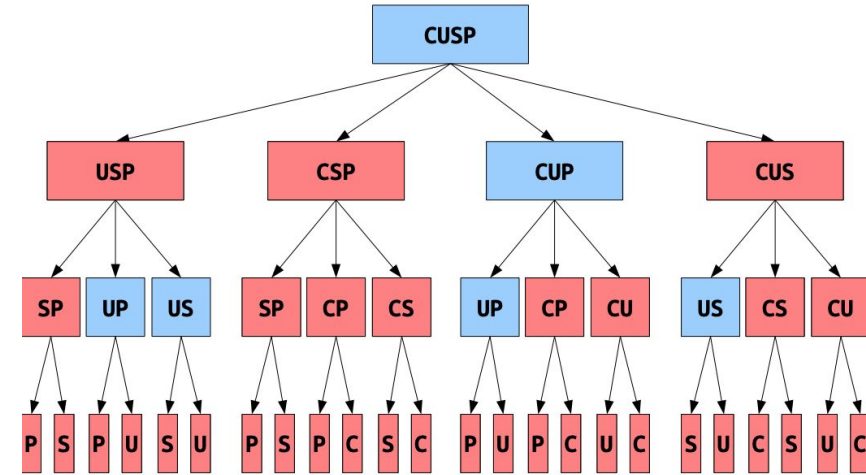 CUSP
USP CSP CUP CUS
SP UP US SP CP CS UP CP CU US CS CU
P S P U S U P S P C S C P U P C U C S U C S U C